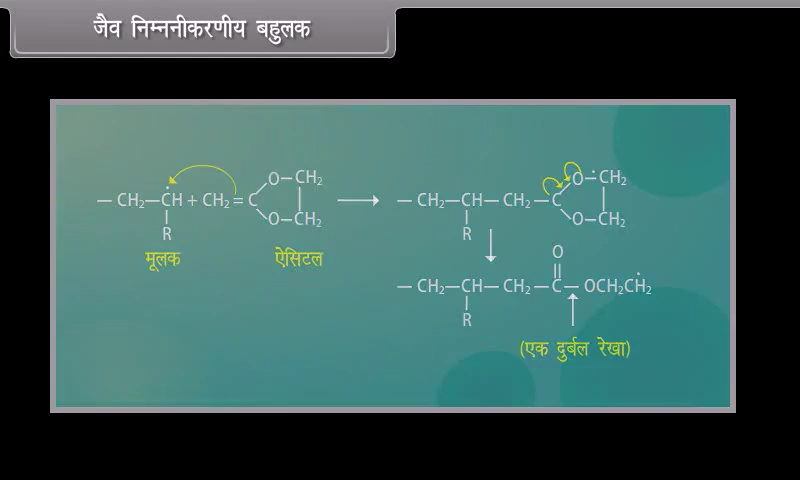 जैव निम्ननीकरणीय बहुलक
O—CH₂ O—CH₂
— CH₂—ĊH + CH₂ = C — CH₂—CH— CH₂ —C
R O—CH₂ R O—CH₂
मूलक ऐसिटल
O
— CH₂—CH— CH₂ —C— OCH₂ĊH₂
R
(एक दुर्बल रेखा)